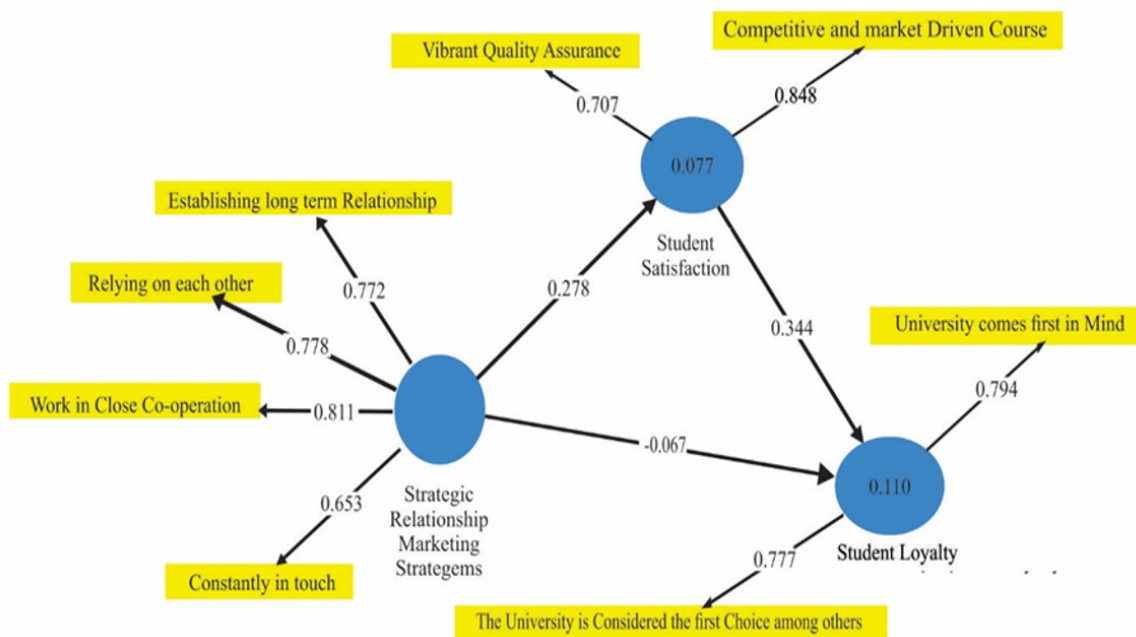 Competitive and market Driven Course
Vibrant Quality Assurance
0.707
0.848
0.077
Establishing long term Relationship
Student
Satisfaction
Relying on each other
0.772
0.278
0.778
0.344
University comes first in Mind
Work in Close Co-operation
0.811
0.794
-0.067
0.653
Strategic
Relationship
Marketing
Strategems
0.110
Student Loyalty
Constantly in touch
0.777
The University is Considered the first Choice among others